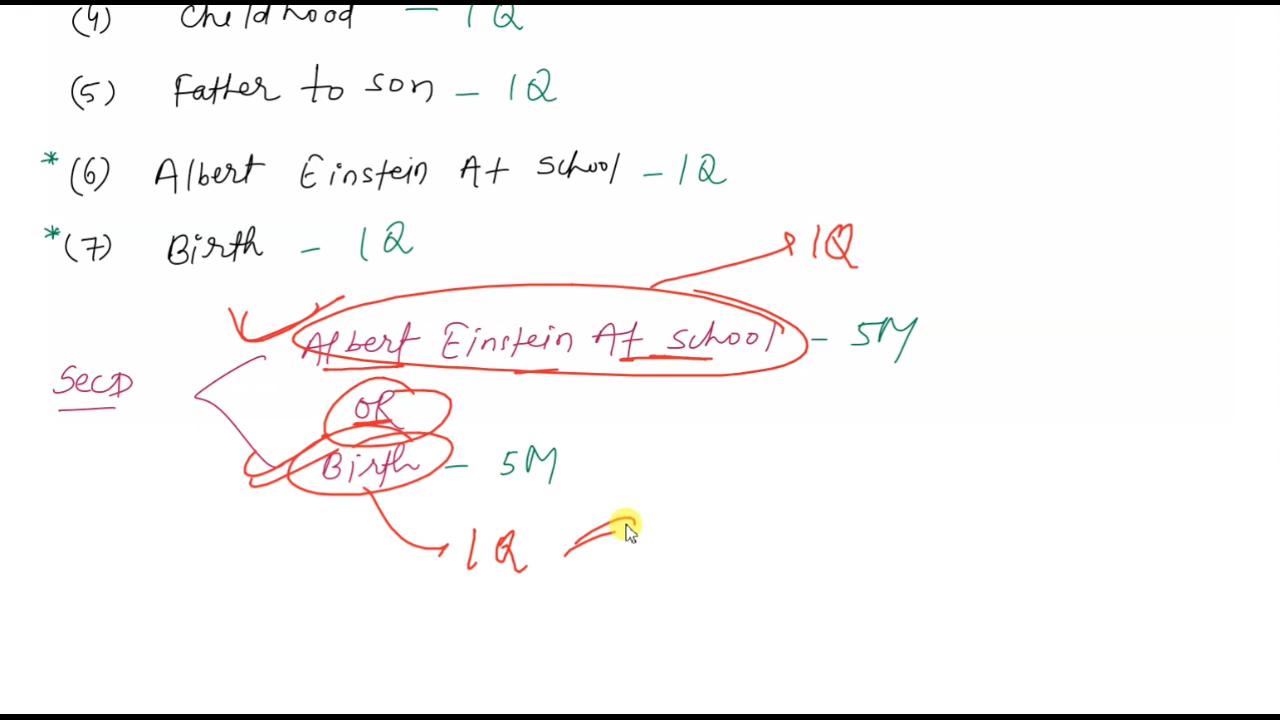 (4) Childhood – 1Q
(5) Father to son – 1Q
* (6) Albert Einstein At school – 1Q
* (7) Birth – 1Q
1Q
Albert Einstein At school – 5M
Sec D
OR
Birth – 5M
1Q